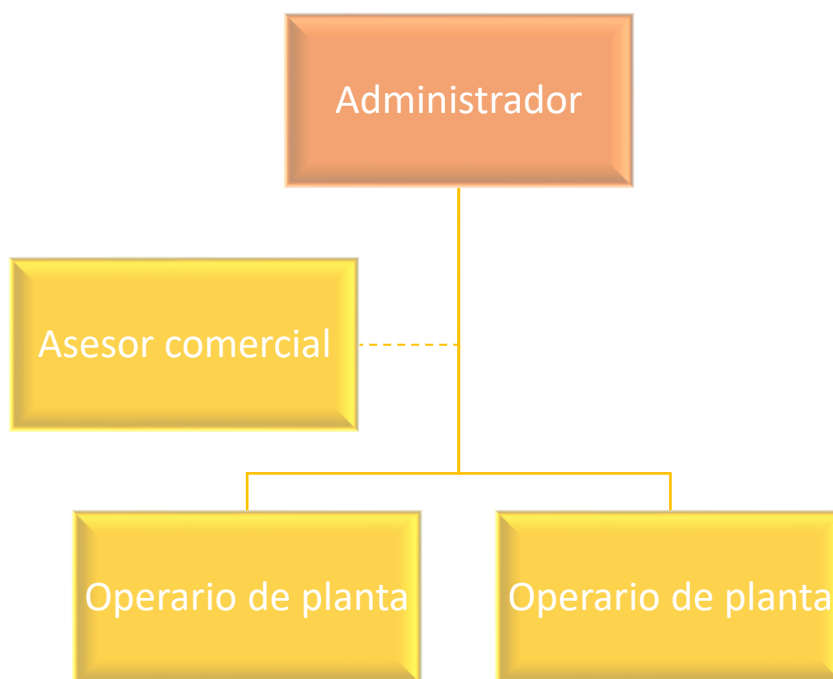 Administrador
Asesor comercial
Operario de planta
Operario de planta